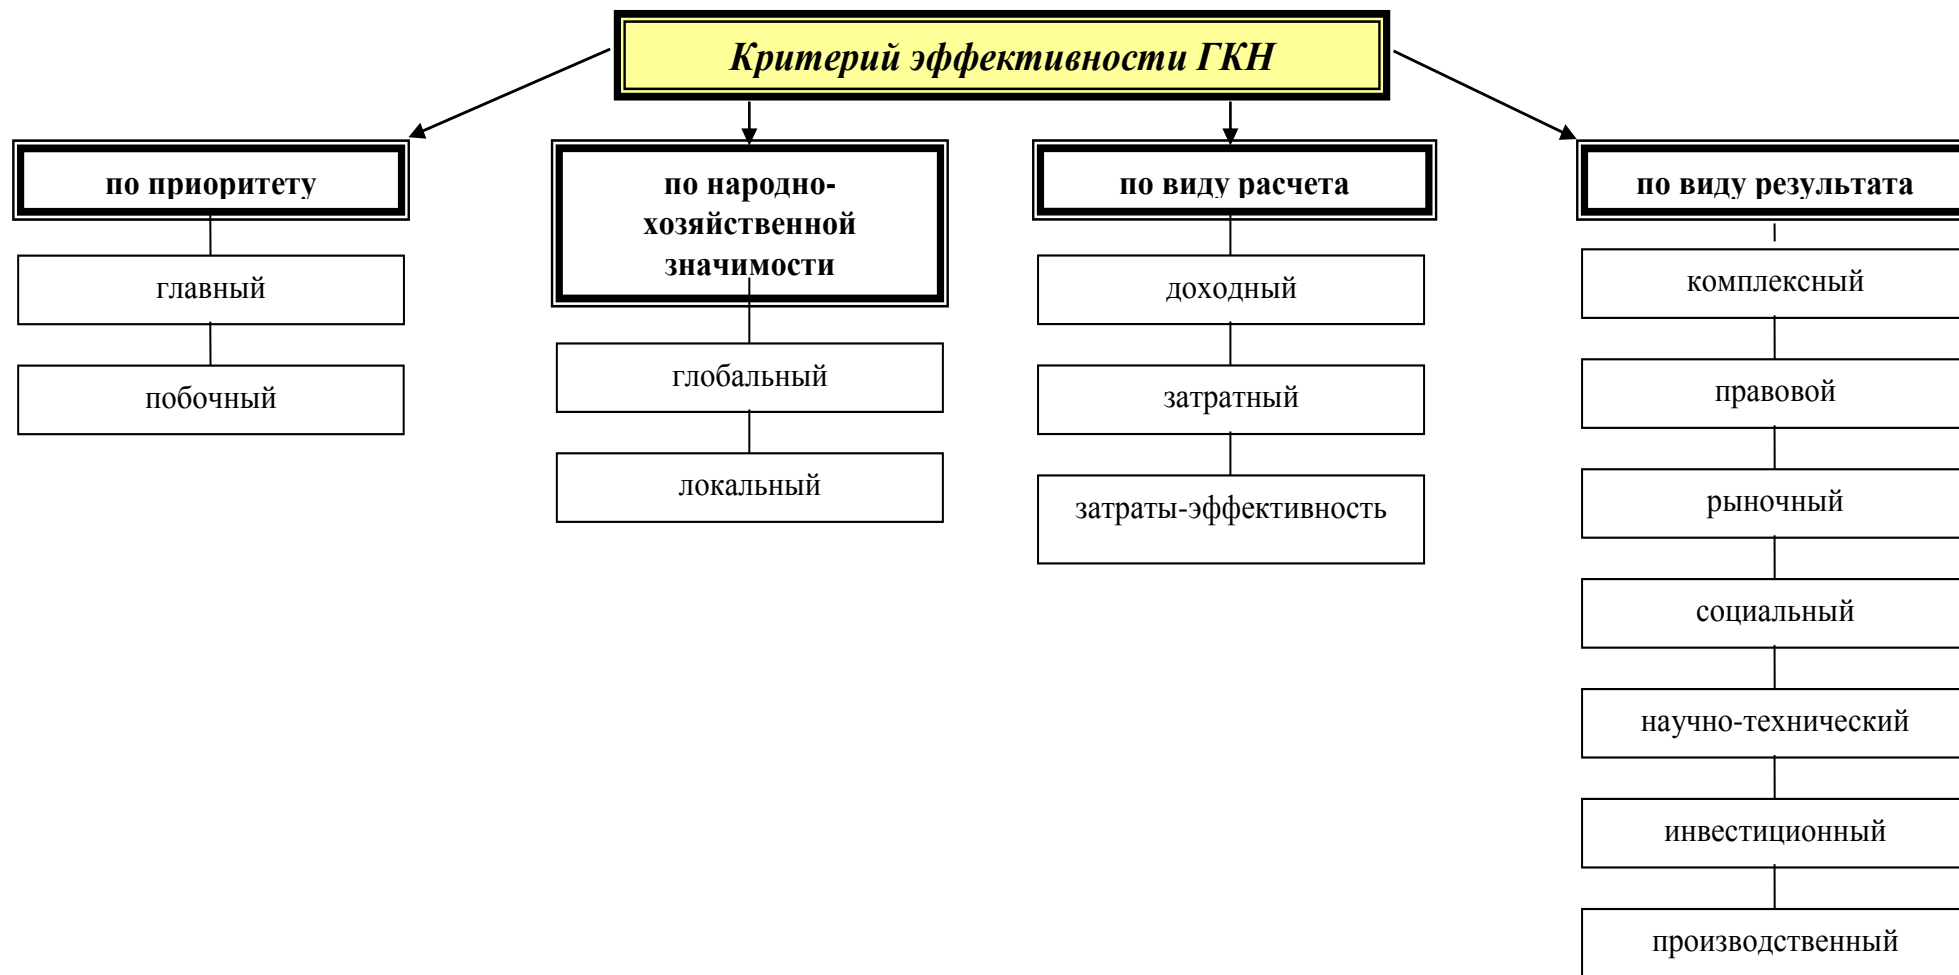 Критерий эффективности ГКН
по приоритету
главный
побочный
по народно-
хозяйственной
значимости
глобальный
локальный
по виду расчета
доходный
затратный
затраты-эффективность
по виду результата
комплексный
правовой
рыночный
социальный
научно-технический
инвестиционный
производственный